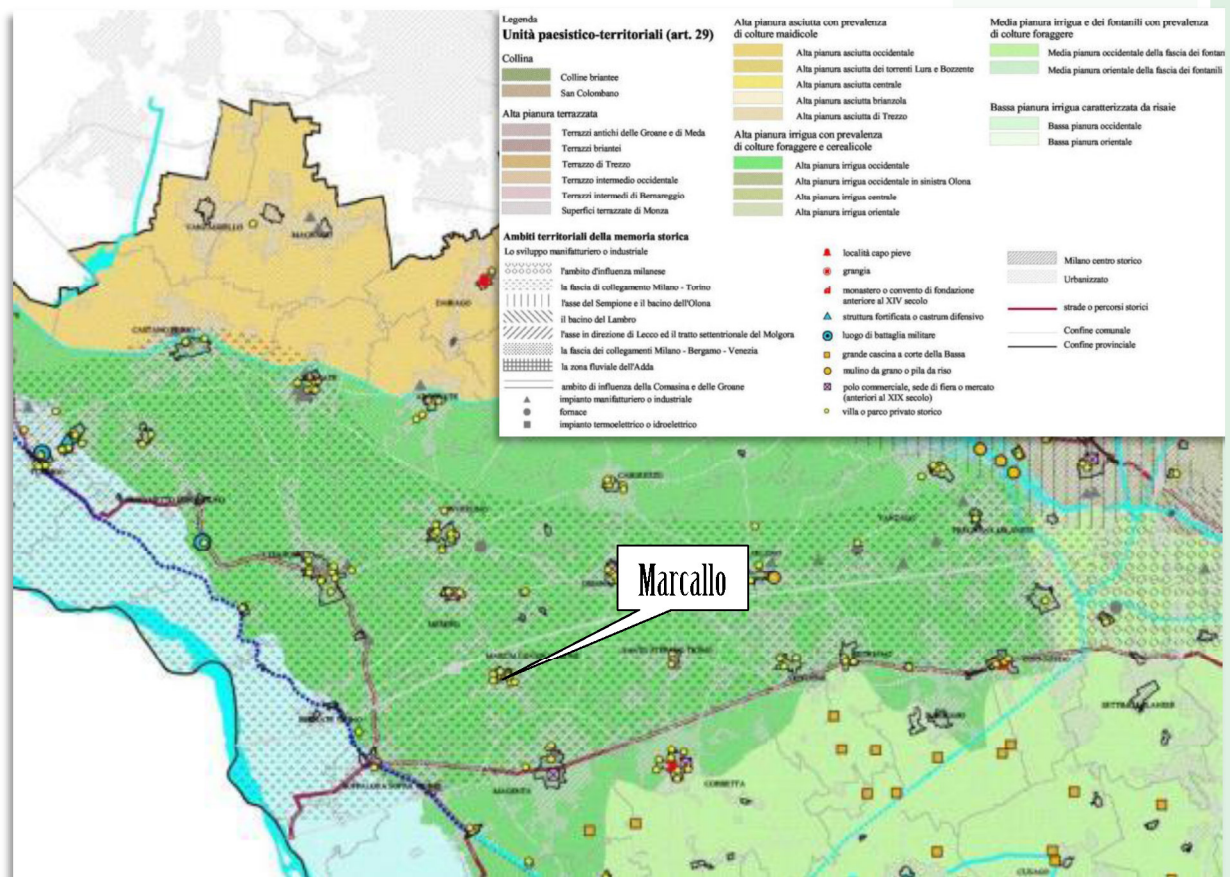 Legenda
Unità paesistico-territoriali (art. 29)
Collina
Colline briantee
San Colombano
Alta pianura terrazzata
Terrazzi antichi delle Groane e di Meda
Terrazzi briantei
Terrazzo di Trezzo
Terrazzo intermedio occidentale
Terrazzi intermedi di Bernareggio
Superfici terrazzate di Monza
Alta pianura asciutta con prevalenza
di colture maidicole
Alta pianura asciutta occidentale
Alta pianura asciutta dei torrenti Lura e Bozzente
Alta pianura asciutta centrale
Alta pianura asciutta brianzola
Alta pianura asciutta di Trezzo
Alta pianura irrigua con prevalenza
di colture foraggere e cerealicole
Alta pianura irrigua occidentale
Alta pianura irrigua occidentale in sinistra Olona
Alta pianura irrigua centrale
Alta pianura irrigua orientale
Media pianura irrigua e dei fontanili con prevalenza
di colture foraggere
Media pianura occidentale della fascia dei fontan
Media pianura orientale della fascia dei fontanili
Bassa pianura irrigua caratterizzata da risaie
Bassa pianura occidentale
Bassa pianura orientale
Ambiti territoriali della memoria storica
Lo sviluppo manifatturiero o industriale
l'ambito d'influenza milanese
la fascia di collegamento Milano - Torino
l'asse del Sempione e il bacino dell'Olona
il bacino del Lambro
l'asse in direzione di Lecco ed il tratto settentrionale del Molgora
la fascia dei collegamenti Milano - Bergamo - Venezia
la zona fluviale dell'Adda
ambito di influenza della Comasina e delle Groane
impianto manifatturiero o industriale
fornace
impianto termoelettrico o idroelettrico
località capo pieve
grangia
monastero o convento di fondazione
anteriore al XIV secolo
struttura fortificata o castrum difensivo
luogo di battaglia militare
grande cascina a corte della Bassa
mulino da grano o pila da riso
polo commerciale, sede di fiera o mercato
(anteriori al XIX secolo)
villa o parco privato storico
Milano centro storico
Urbanizzato
strade o percorsi storici
Confine comunale
Confine provinciale
VANZAGHELLO
MAGNAGO
DAIRAGO
CASTANO PRIMO
CASOREZZO
INVERUNO
VANZAGO
CUGGIONO
MESERO
Marcallo
MAGENTA
CORBETTA
CUSAGO